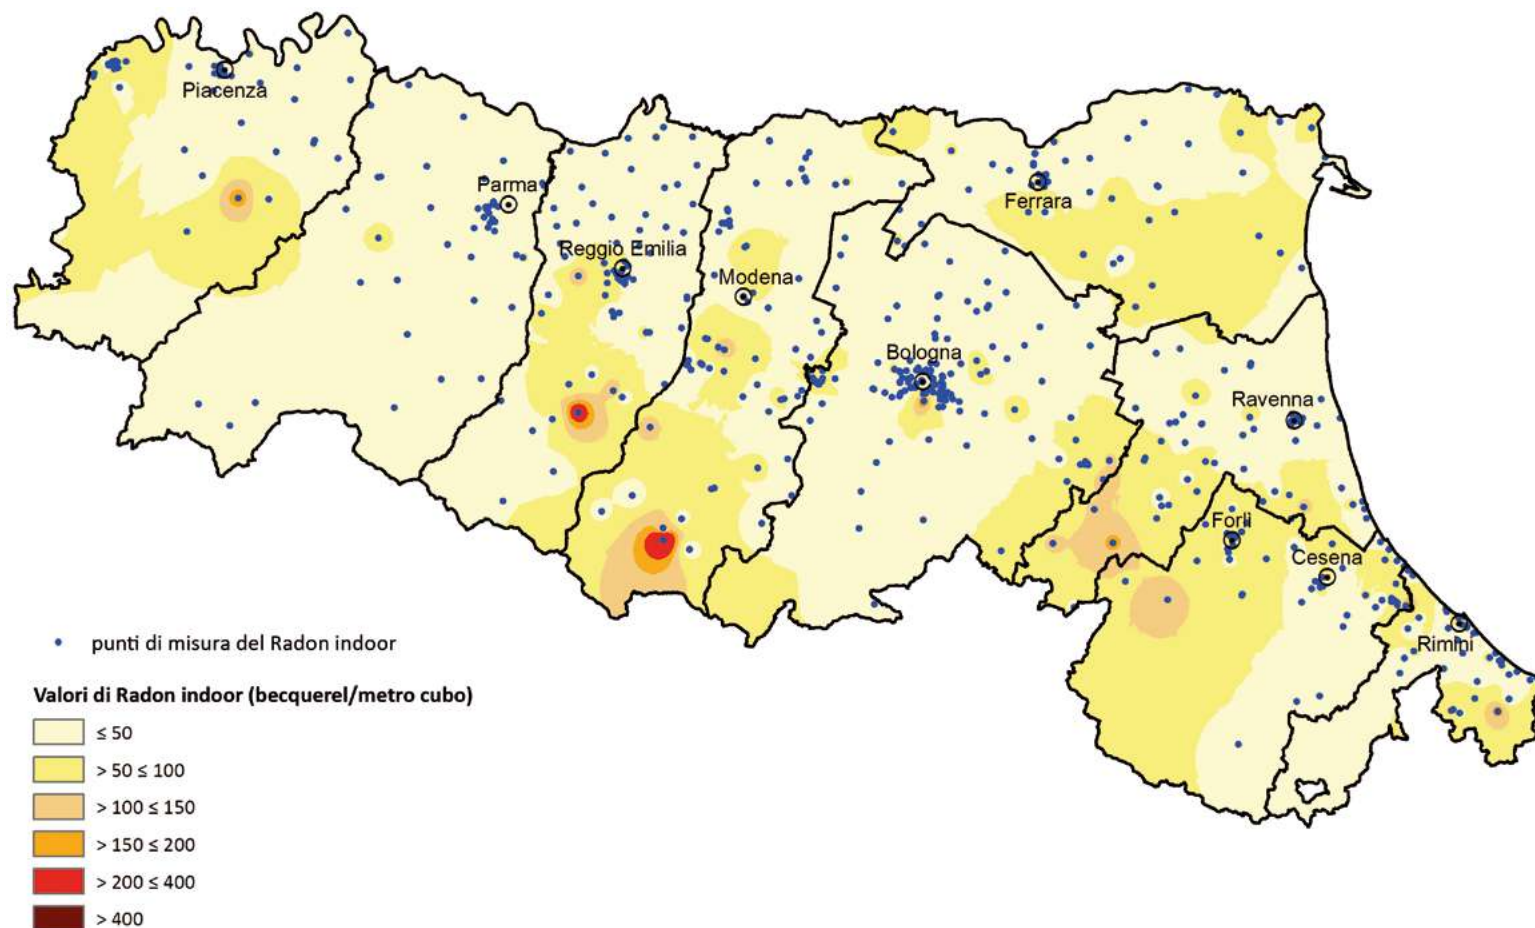 Piacenza
Parma
Reggio Emilia
Modena
Bologna
Ferrara
Ravenna
Forlì
Cesena
Rimini
punti di misura del Radon indoor
Valori di Radon indoor (becquerel/metro cubo)
≤ 50
> 50 ≤ 100
> 100 ≤ 150
> 150 ≤ 200
> 200 ≤ 400
> 400